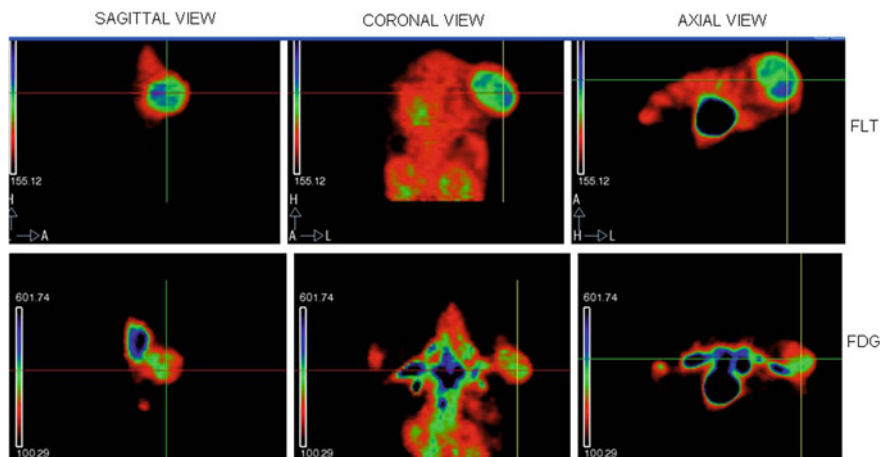 SAGITTAL VIEW CORONAL VIEW AXIAL VIEW
FLT
155.12 155.12 155.12
H H A
A A L H L
601.74 601.74 601.74
FDG
100.29 100.29 100.29